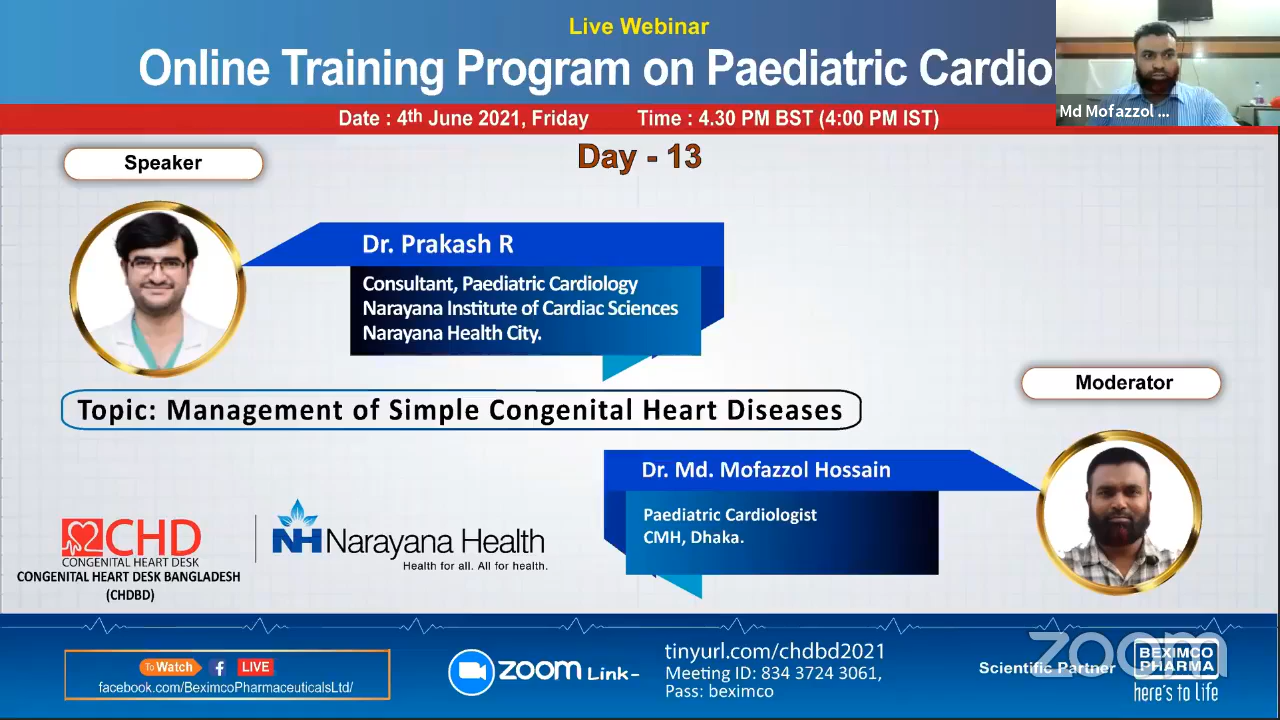 Live Webinar
Online Training Program on Paediatric Cardio
Md Mofazzol ...
Date : 4th June 2021, Friday Time : 4.30 PM BST (4:00 PM IST)
Day - 13
Speaker
Dr. Prakash R
Consultant, Paediatric Cardiology
Narayana Institute of Cardiac Sciences
Narayana Health City.
Topic: Management of Simple Congenital Heart Diseases
Moderator
Dr. Md. Mofazzol Hossain
Paediatric Cardiologist
CMH, Dhaka.
CHD
CONGENITAL HEART DESK
CONGENITAL HEART DESK BANGLADESH
(CHDBD)
NH Narayana Health
Health for all. All for health.
To Watch f LIVE
facebook.com/BeximcoPharmaceuticalsLtd/
zoom Link-
tinyurl.com/chdbd2021
Meeting ID: 834 3724 3061,
Pass: beximco
Scientific Partner
zoom
BEXIMCO
PHARMA
here's to life